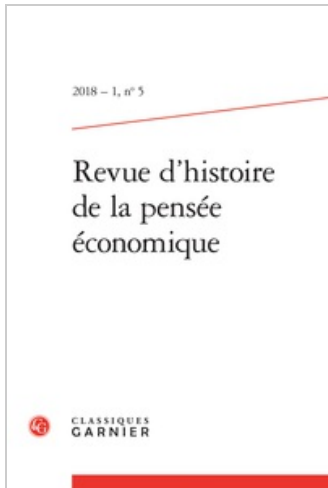 2018 – 1, n° 5
Revue d'histoire
de la pensée
économique
CLASSIQUES
GARNIER